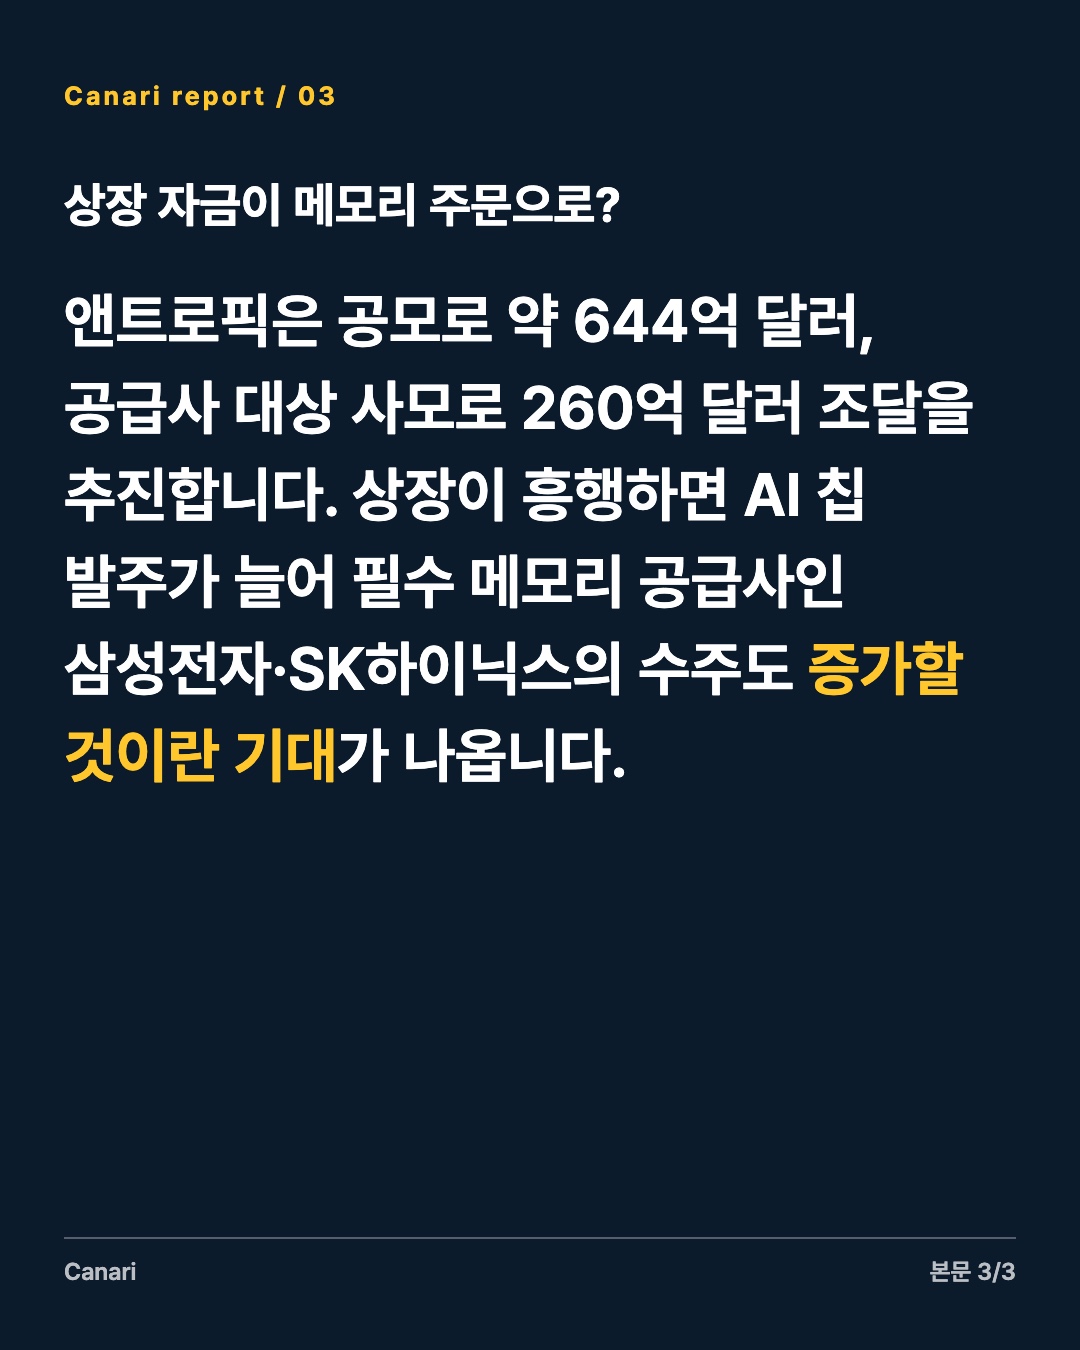 Canari report / 03
상장 자금이 메모리 주문으로?
앤트로픽은 공모로 약 644억 달러,
공급사 대상 사모로 260억 달러 조달을
추진합니다. 상장이 흥행하면 AI 칩
발주가 늘어 필수 메모리 공급사인
삼성전자·SK하이닉스의 수주도 증가할
것이란 기대가 나옵니다.
Canari
본문 3/3